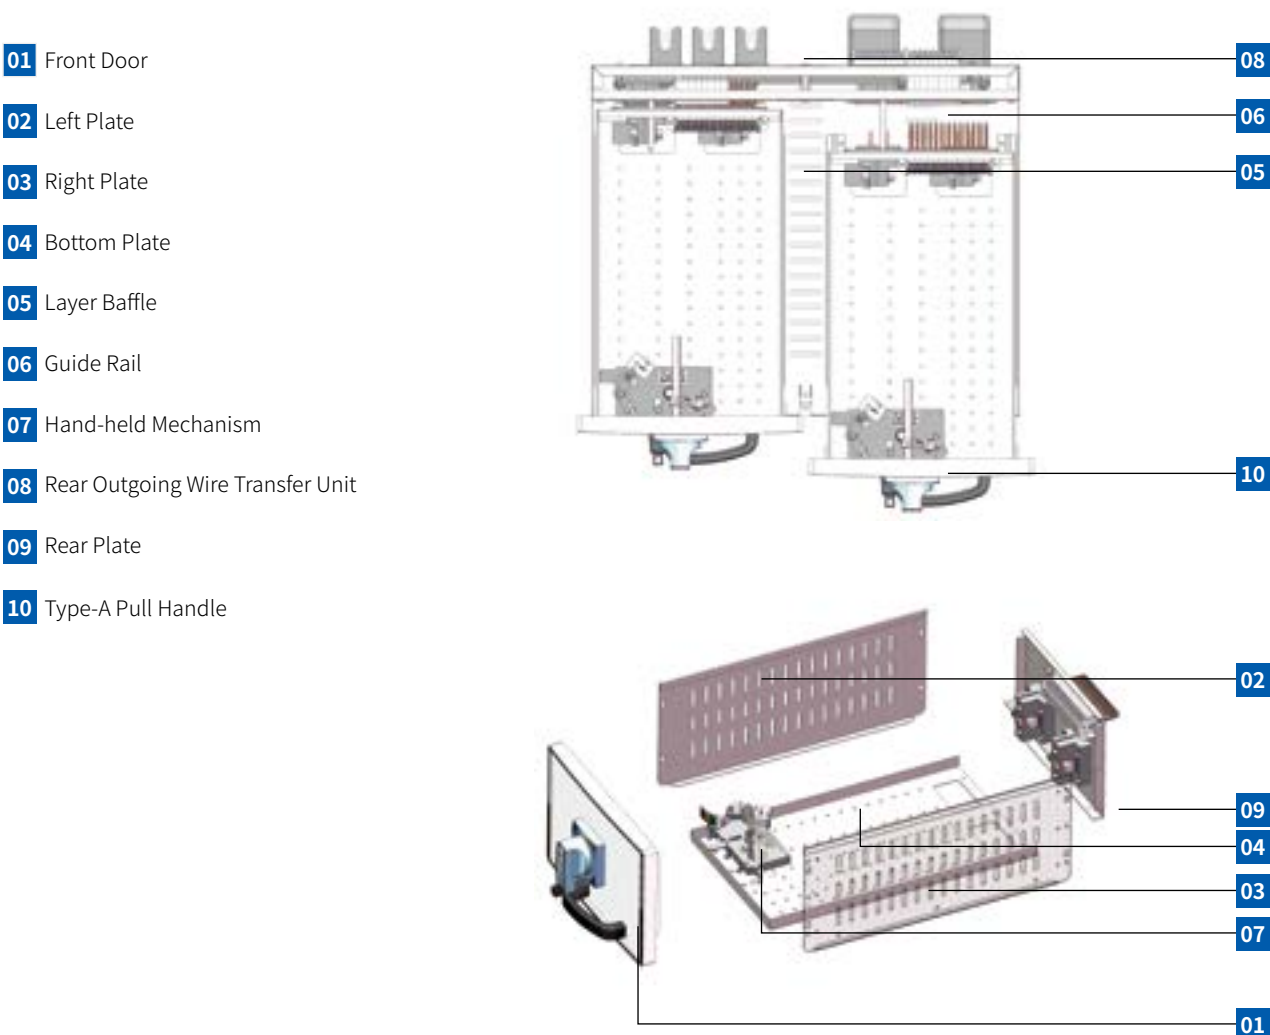 01 Front Door
02 Left Plate
03 Right Plate
04 Bottom Plate
05 Layer Baffle
06 Guide Rail
07 Hand-held Mechanism
08 Rear Outgoing Wire Transfer Unit
09 Rear Plate
10 Type-A Pull Handle
08
06
05
10
02
09
04
03
07
01